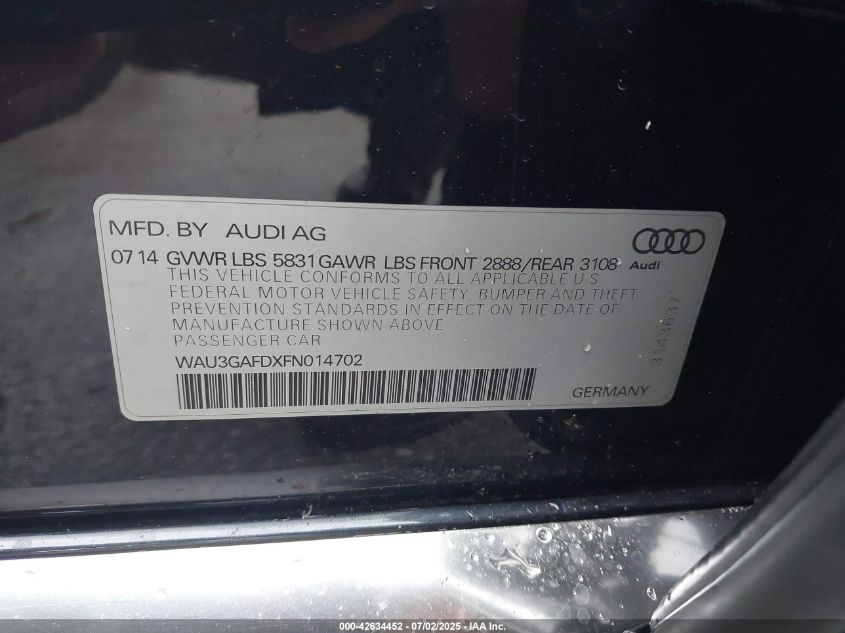 MFD. BY AUDI AG
Audi
07 14 GVWR LBS 5831 GAWR LBS FRONT 2888/REAR 3108
THIS VEHICLE CONFORMS TO ALL APPLICABLE U S
FEDERAL MOTOR VEHICLE SAFETY, BUMPER AND THEFT
PREVENTION STANDARDS IN EFFECT ON THE DATE OF
MANUFACTURE SHOWN ABOVE
PASSENGER CAR
WAU3GAFDXFN014702
GERMANY
3143637
000-42634452 - 07/02/2025 - IAA Inc.